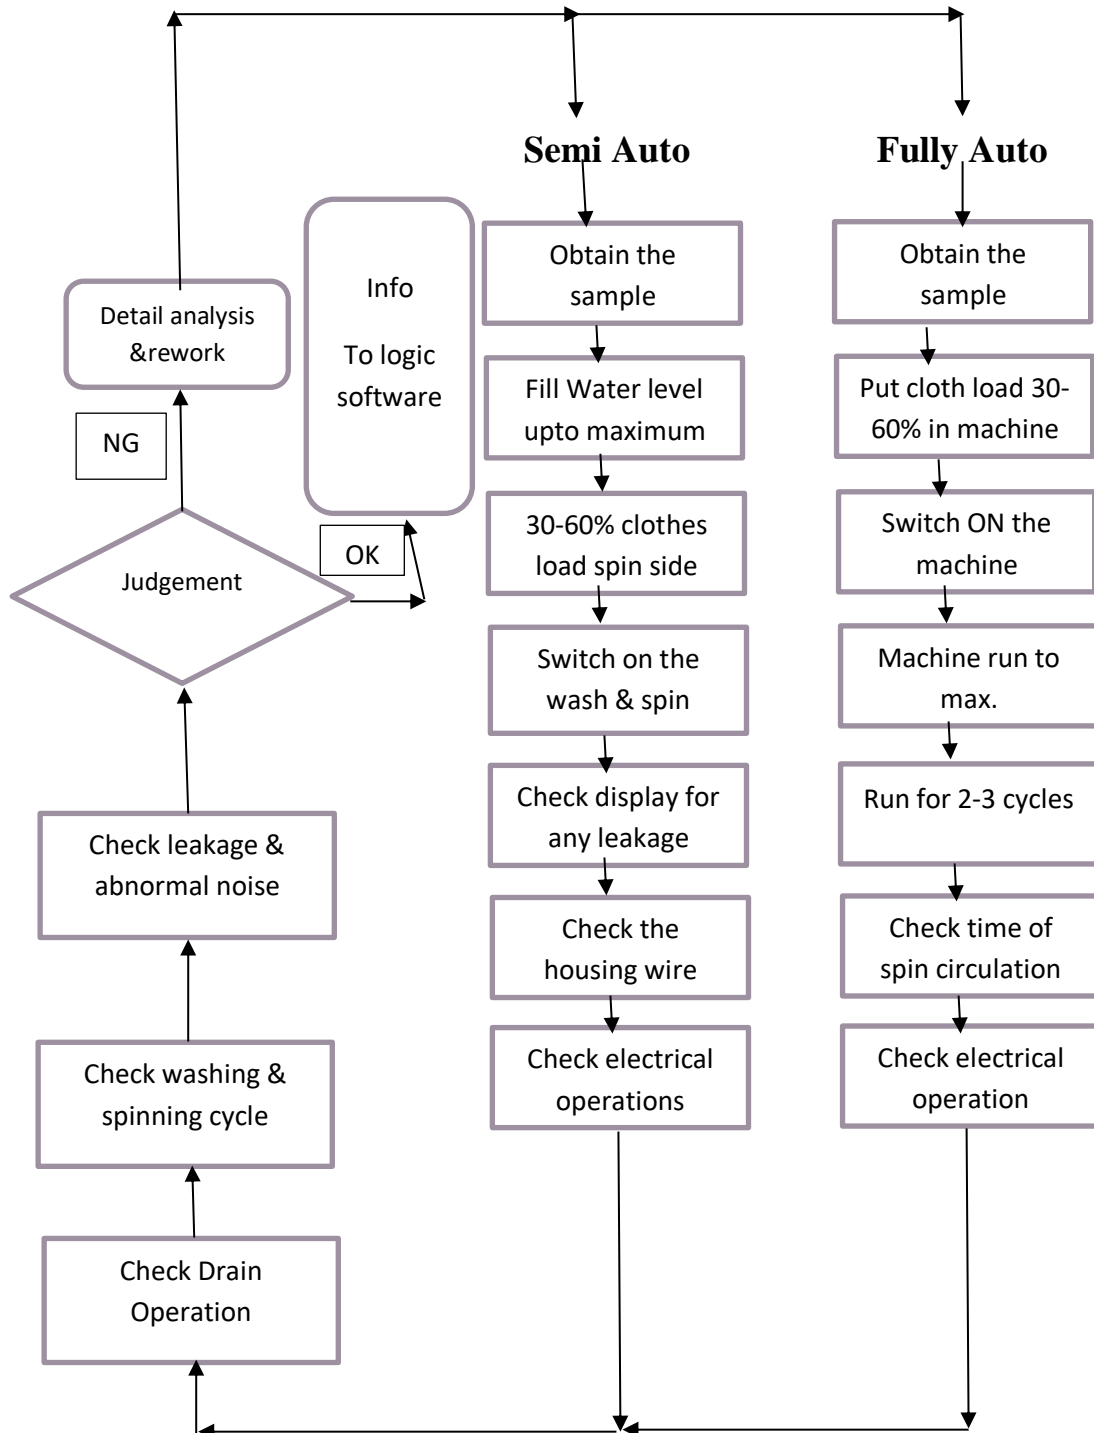 Semi Auto
Fully Auto
Obtain the
sample
Fill Water level
upto maximum
30-60% clothes
load spin side
Switch on the
wash & spin
Check display for
any leakage
Check the
housing wire
Check electrical
operations
Obtain the
sample
Put cloth load 30-
60% in machine
Switch ON the
machine
Machine run to
max.
Run for 2-3 cycles
Check time of
spin circulation
Check electrical
operation
Check Drain
Operation
Check washing &
spinning cycle
Check leakage &
abnormal noise
Judgement
NG
Detail analysis
&rework
OK
Info
To logic
software